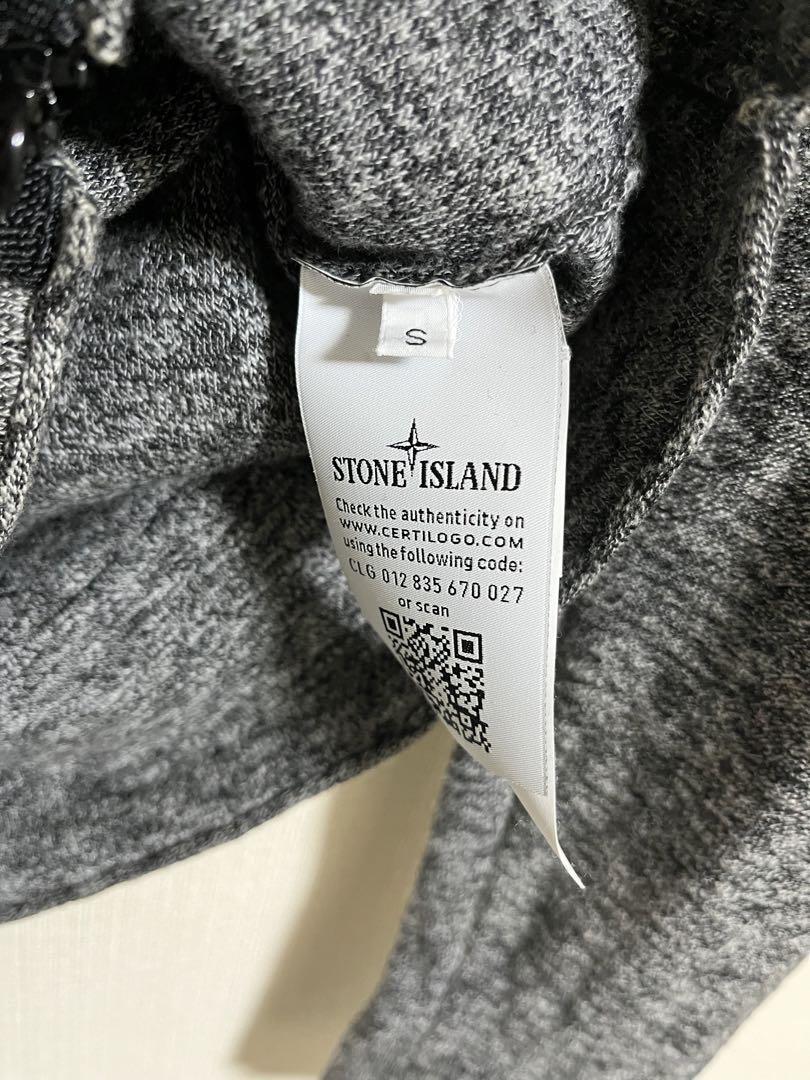 S
STONE ISLAND
Check the authenticity on
WWW.CERTILOGO.COM
using the following code:
CLG 012 835 670 027
or scan